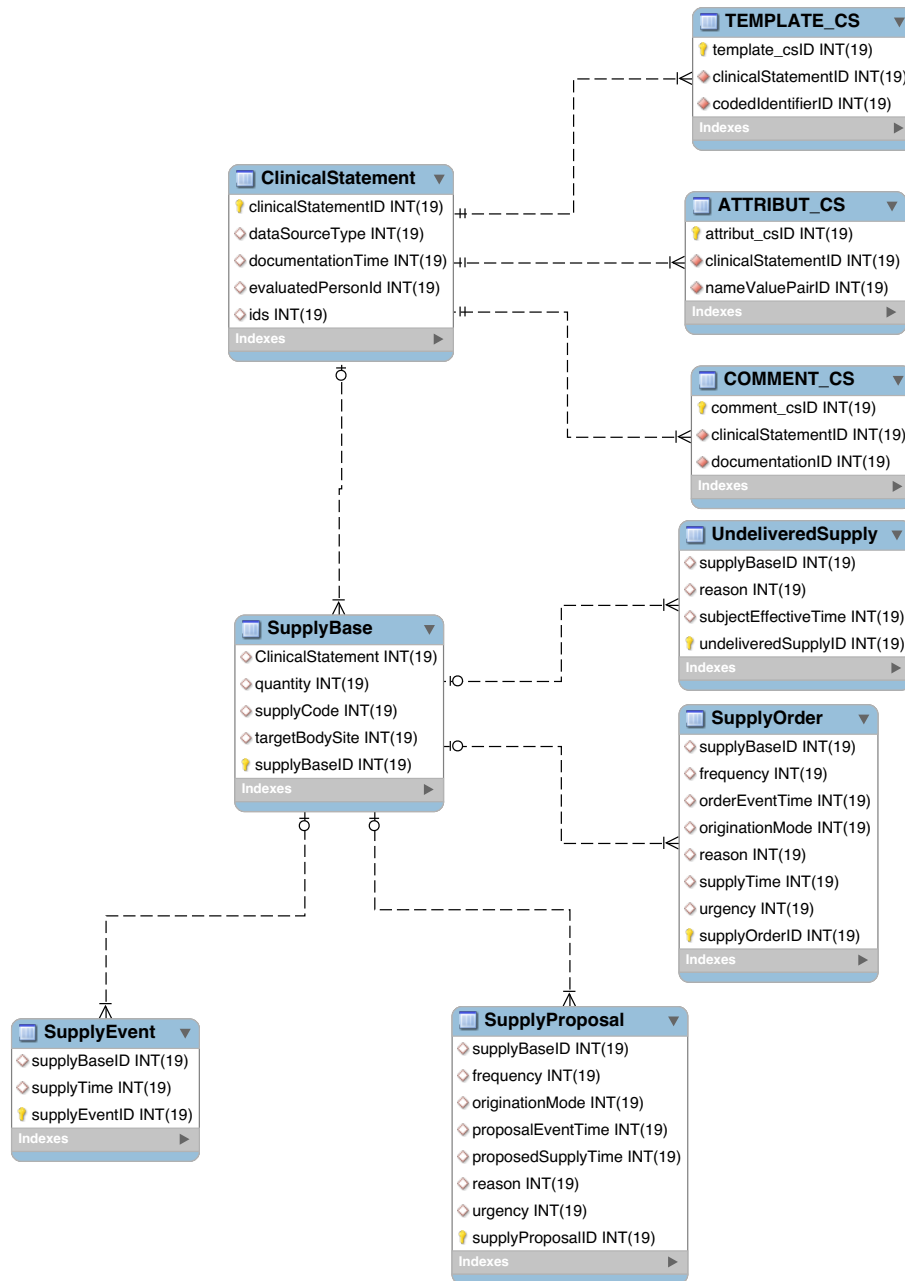 TEMPLATE_CS
template_csID INT(19)
clinicalStatementID INT(19)
codedIdentifierID INT(19)
Indexes
ClinicalStatement
clinicalStatementID INT(19)
dataSourceType INT(19)
documentationTime INT(19)
evaluatedPersonId INT(19)
ids INT(19)
Indexes
ATTRIBUT_CS
attribut_csID INT(19)
clinicalStatementID INT(19)
nameValuePairID INT(19)
Indexes
COMMENT_CS
comment_csID INT(19)
clinicalStatementID INT(19)
documentationID INT(19)
Indexes
UndeliveredSupply
supplyBaseID INT(19)
reason INT(19)
subjectEffectiveTime INT(19)
undeliveredSupplyID INT(19)
Indexes
SupplyBase
ClinicalStatement INT(19)
quantity INT(19)
supplyCode INT(19)
targetBodySite INT(19)
supplyBaseID INT(19)
Indexes
SupplyOrder
supplyBaseID INT(19)
frequency INT(19)
orderEventTime INT(19)
originationMode INT(19)
reason INT(19)
supplyTime INT(19)
urgency INT(19)
supplyOrderID INT(19)
Indexes
SupplyEvent
supplyBaseID INT(19)
supplyTime INT(19)
supplyEventID INT(19)
Indexes
SupplyProposal
supplyBaseID INT(19)
frequency INT(19)
originationMode INT(19)
proposalEventTime INT(19)
proposedSupplyTime INT(19)
reason INT(19)
urgency INT(19)
supplyProposalID INT(19)
Indexes